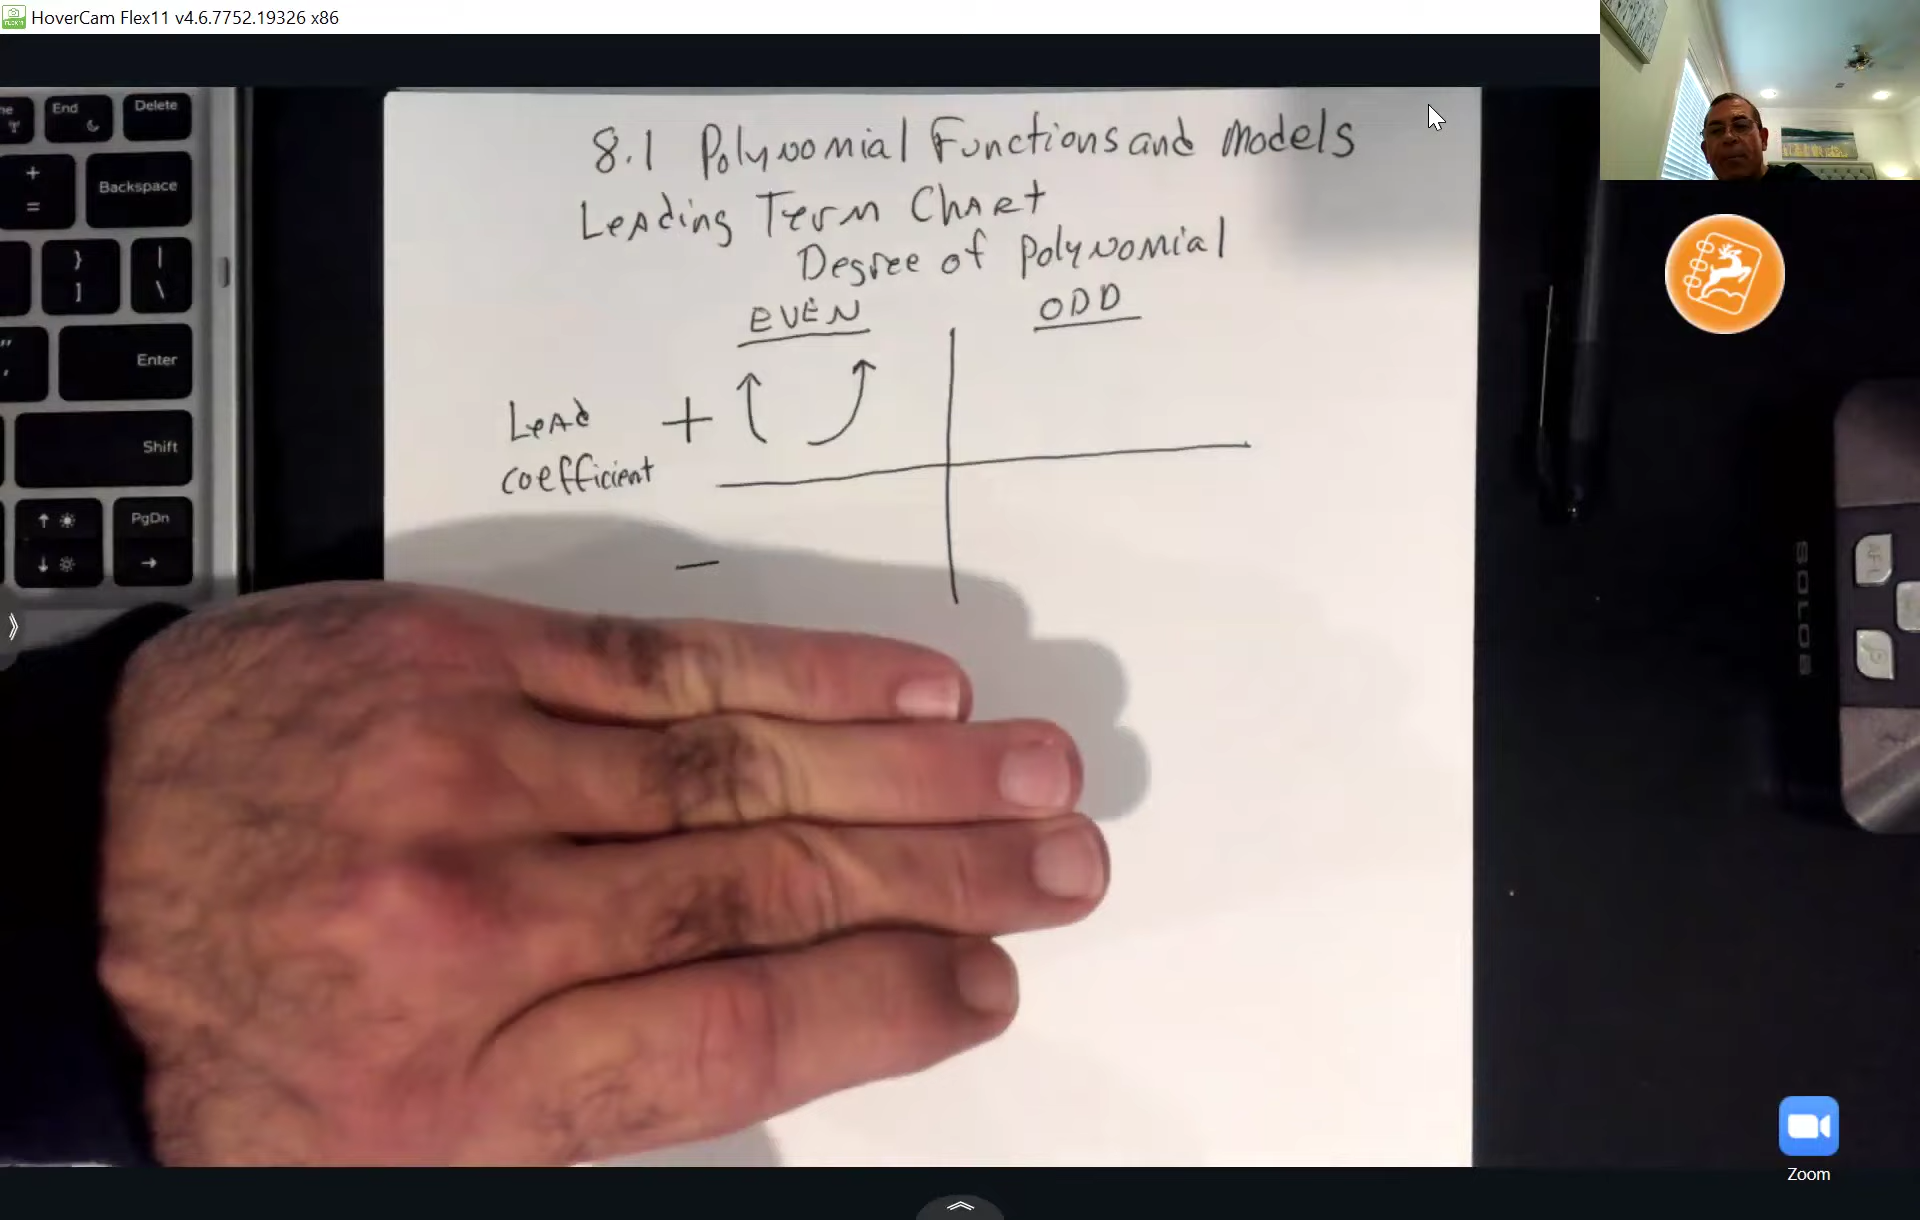 HoverCam Flex11 v4.6.7752.19326 x86
End
Delete
+
=
Backspace
}
]
|
\
"
'
Enter
Shift
PgDn
8.1 Polynomial Functions and Models
Leading Term Chart
Degree of Polynomial
EVEN
ODD
Lead
coefficient
+
−
SOLO8
Zoom